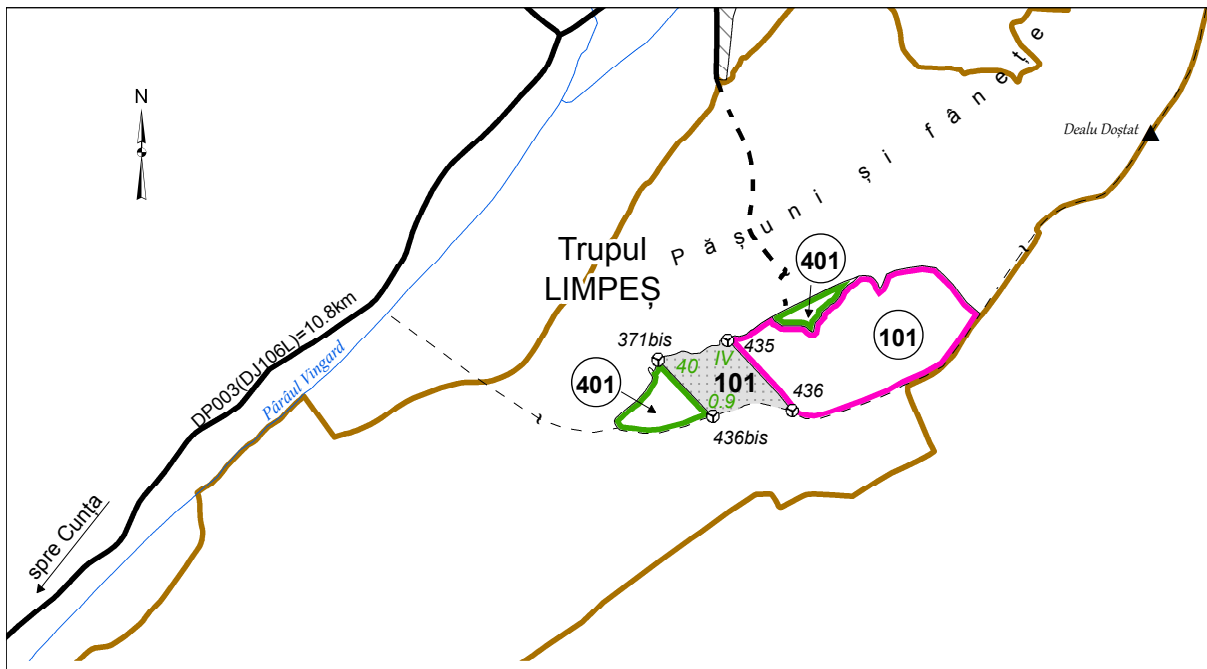 N
Dealu Doștat
Pășuni și fânețe
401
Trupul
LIMPEȘ
DP003(DJ106L)=10.8km
101
371bis
435
IV
40
101
401
Pârâul Vingard
0.9
436
436bis
spre Cunța